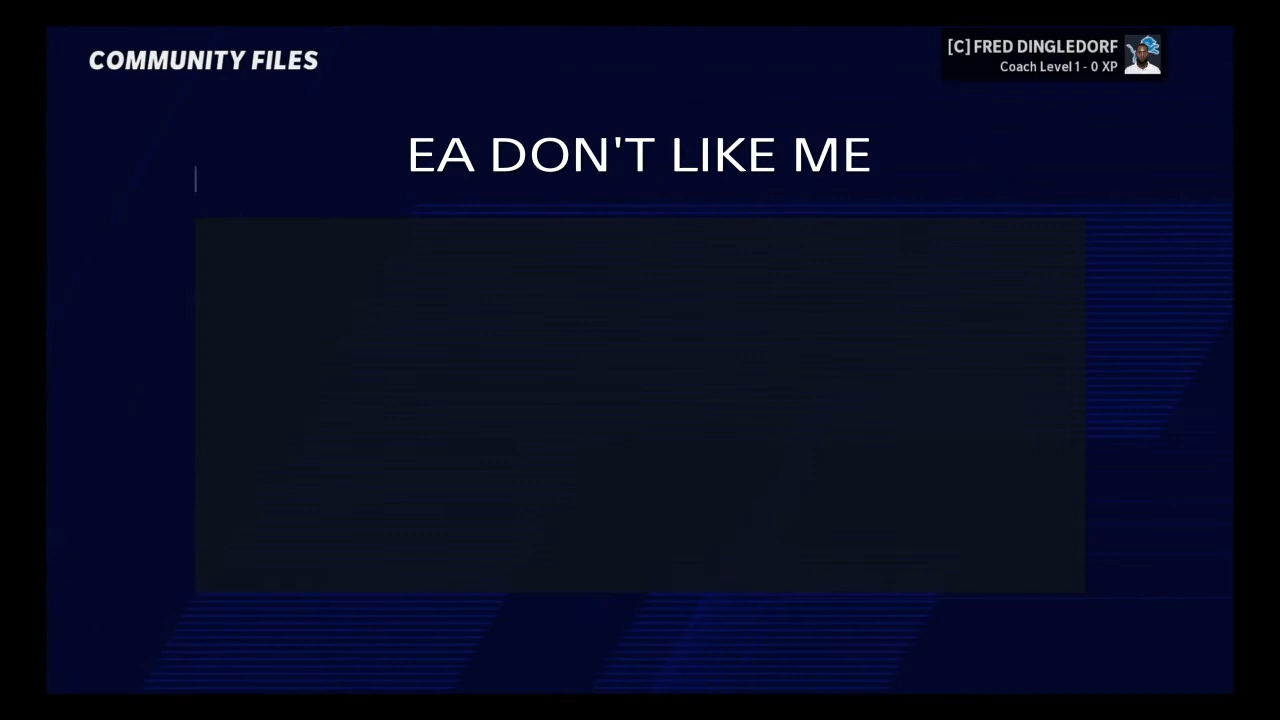 COMMUNITY FILES
[C] FRED DINGLEDORF
Coach Level 1 - 0 XP
EA DON'T LIKE ME